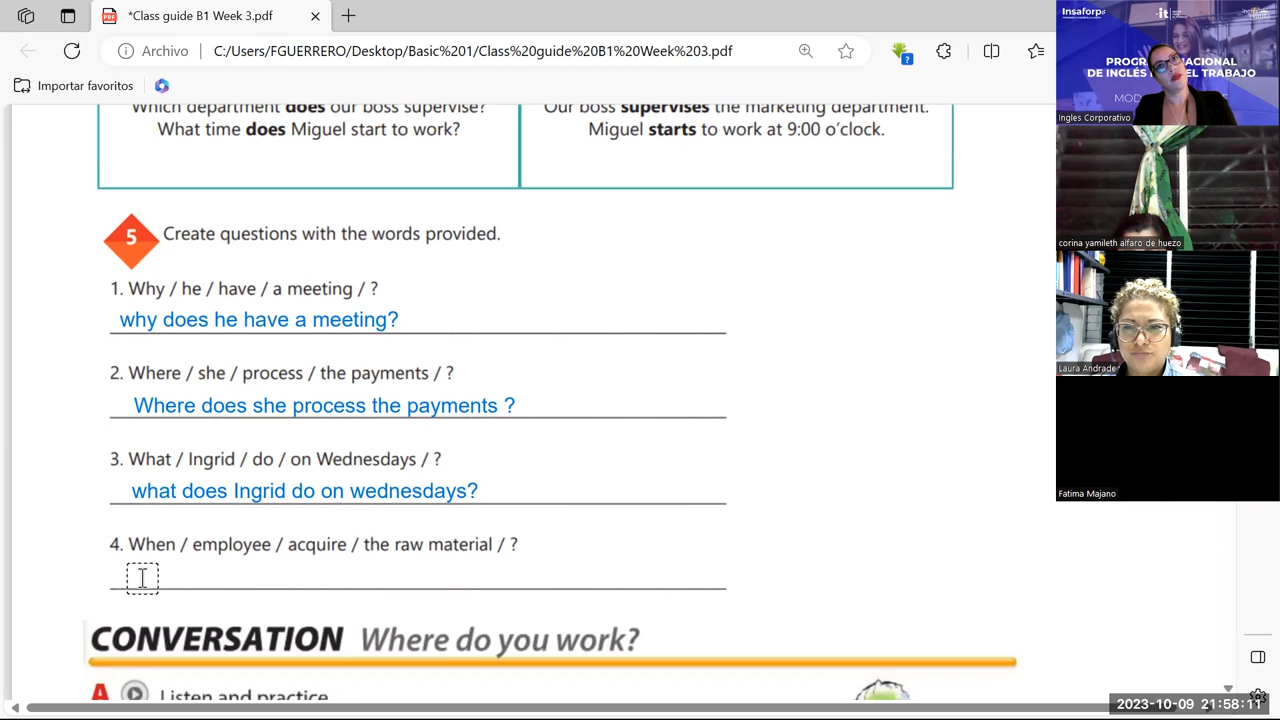 *Class guide B1 Week 3.pdf
Archivo
C:/Users/FGUERRERO/Desktop/Basic%201/Class%20guide%20B1%20Week%203.pdf
Importar favoritos
Which department does our boss supervise?
What time does Miguel start to work?
Our boss supervises the marketing department.
Miguel starts to work at 9:00 o'clock.
5
Create questions with the words provided.
1. Why / he / have / a meeting / ?
why does he have a meeting?
2. Where / she / process / the payments / ?
Where does she process the payments ?
3. What / Ingrid / do / on Wednesdays / ?
what does Ingrid do on wednesdays?
4. When / employee / acquire / the raw material / ?
CONVERSATION Where do you work?
A Listen and practice
Insaforp
it
DE INGLÉS
EL TRABAJO
Ingles Corporativo
corina yamileth alfaro de huezo
Laura Andrade
Fatima Majano
2023-10-09 21:58:11